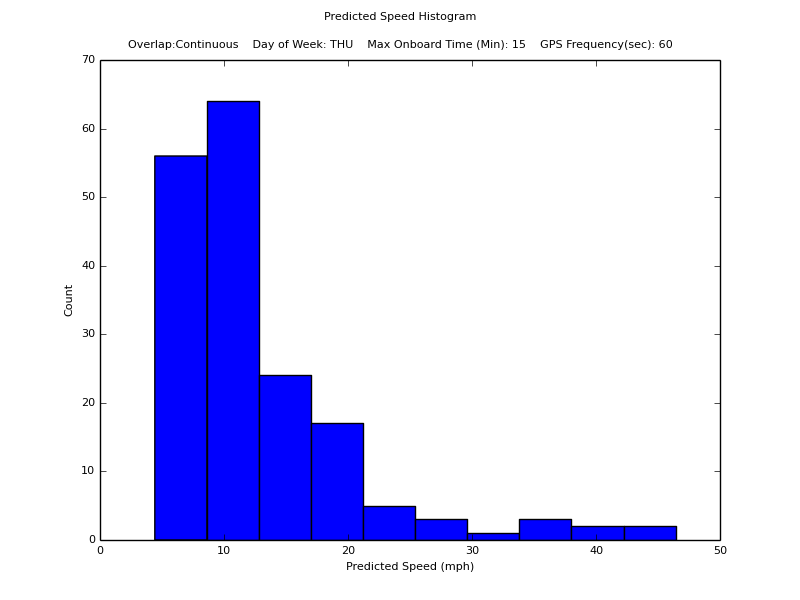 Predicted Speed Histogram
Overlap:Continuous    Day of Week: THU    Max Onboard Time (Min): 15    GPS Frequency(sec): 60
70
60
50
40
30
20
10
0
Count
0 10 20 30 40 50
Predicted Speed (mph)